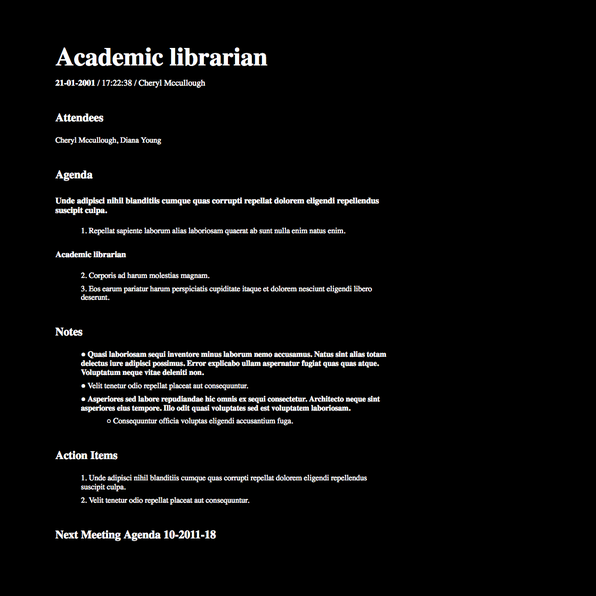 Academic librarian
21-01-2001 / 17:22:38 / Cheryl Mccullough
Attendees
Cheryl Mccullough, Diana Young
Agenda
Unde adipisci nihil blanditiis cumque quas corrupti repellat dolorem eligendi repellendus
suscipit culpa.
1. Repellat sapiente laborum alias laboriosam quaerat ab sunt nulla enim natus enim.
Academic librarian
2. Corporis ad harum molestias magnam.
3. Eos earum pariatur harum perspiciatis cupiditate itaque et dolorem nesciunt eligendi libero
deserunt.
Notes
● Quasi laboriosam sequi inventore minus laborum nemo accusamus. Natus sint alias totam
delectus iure adipisci possimus. Error explicabo ullam aspernatur fugiat quas quas atque.
Voluptatum neque vitae deleniti non.
● Velit tenetur odio repellat placeat aut consequuntur.
● Asperiores sed labore repudiandae hic omnis ex sequi consectetur. Architecto neque sint
asperiores eius tempore. Illo odit quasi voluptates sed est voluptatem laboriosam.
○ Consequuntur officia voluptas eligendi accusantium fuga.
Action Items
1. Unde adipisci nihil blanditiis cumque quas corrupti repellat dolorem eligendi repellendus
suscipit culpa.
2. Velit tenetur odio repellat placeat aut consequuntur.
Next Meeting Agenda 10-2011-18